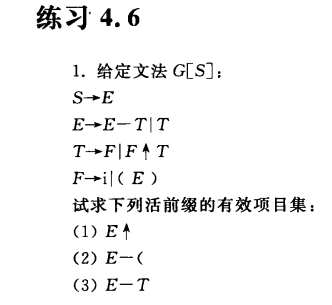 练习 4.6
1. 给定文法 G[S]:
S→E
E→E-T|T
T→F|F↑T
F→i|( E )
试求下列活前缀的有效项目集:
(1) E↑
(2) E-(
(3) E-T